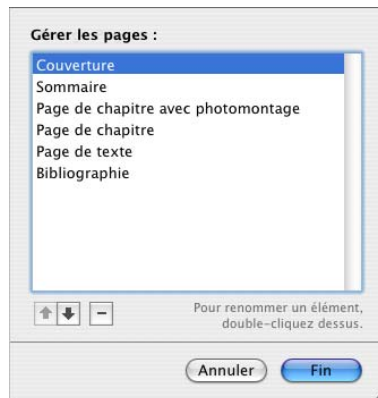 Gérer les pages :
Couverture
Sommaire
Page de chapitre avec photomontage
Page de chapitre
Page de texte
Bibliographie
Pour renommer un élément,
double-cliquez dessus.
Annuler
Fin